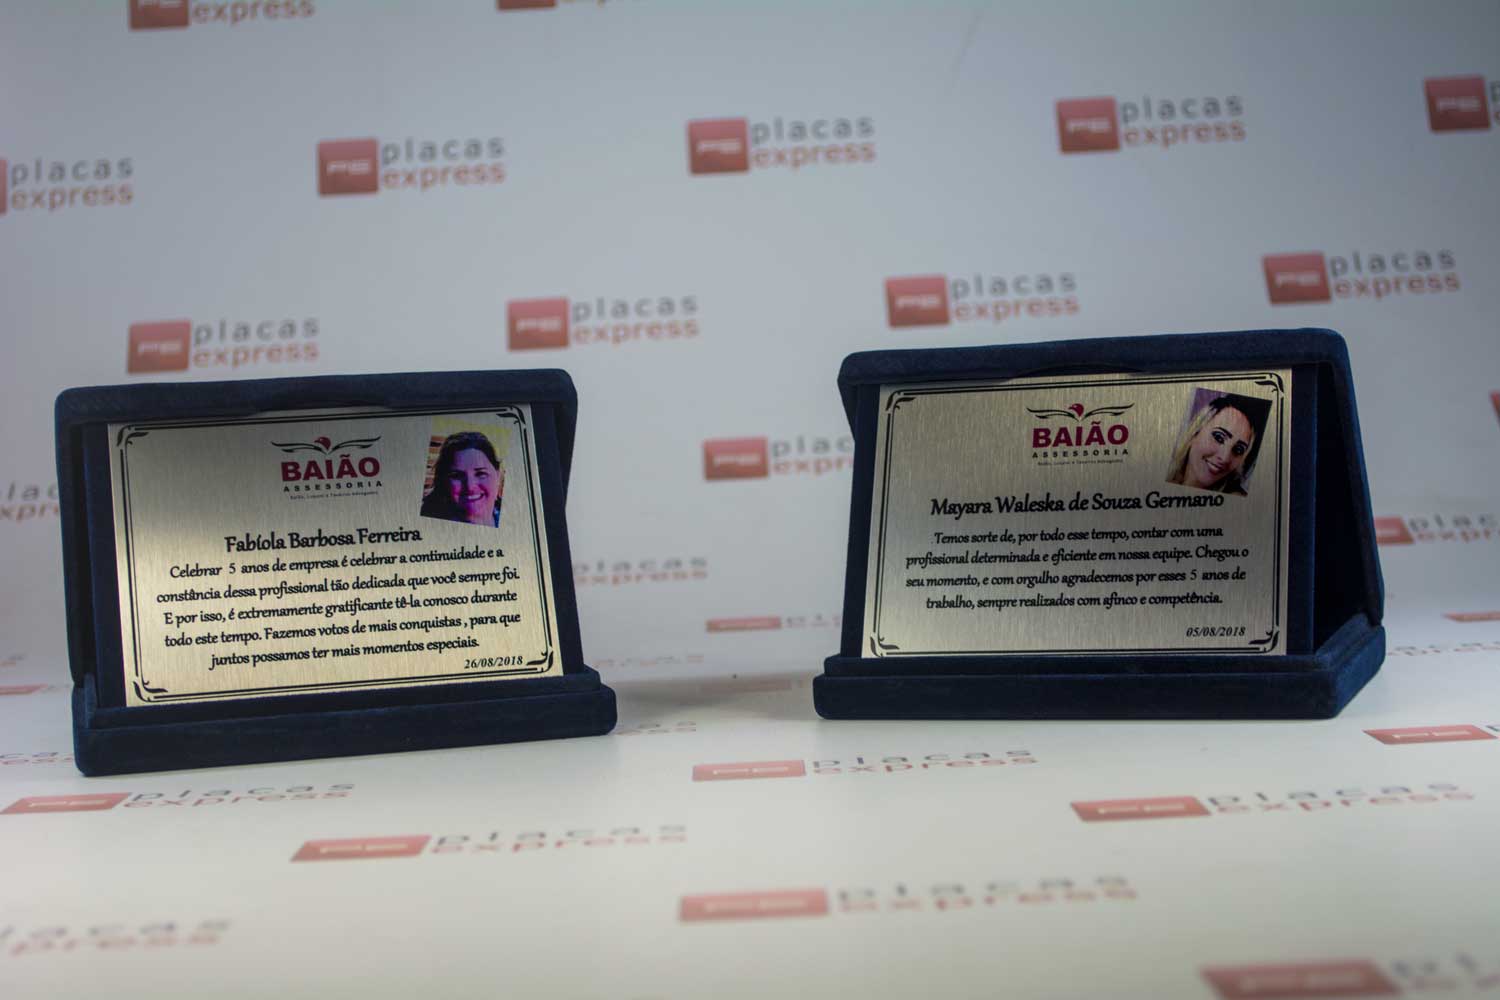 placas
express
BAIÃO
ASSESSORIA
Baião, Luquini e Tavares Advogados
Fabíola Barbosa Ferreira
Celebrar 5 anos de empresa é celebrar a continuidade e a
constância dessa profissional tão dedicada que você sempre foi.
E por isso, é extremamente gratificante tê-la conosco durante
todo este tempo. Fazemos votos de mais conquistas , para que
juntos possamos ter mais momentos especiais.
26/08/2018
BAIÃO
ASSESSORIA
Mayara Waleska de Souza Germano
Temos sorte de, por todo esse tempo, contar com uma
profissional determinada e eficiente em nossa equipe. Chegou o
seu momento, e com orgulho agradecemos por esses 5 anos de
trabalho, sempre realizados com afinco e competência.
05/08/2018